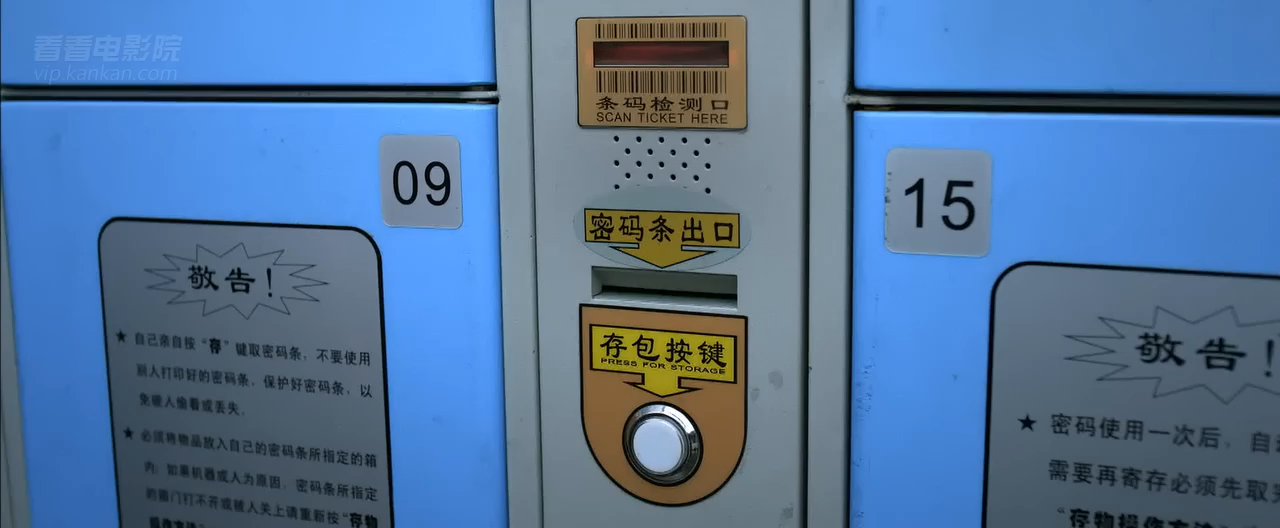 看看电影院
vip.kankan.com
09
敬告！
★ 自己亲自按“存”键取密码条，不要使用
别人打印好的密码条，保护好密码条，以
免被人偷看或丢失。
★ 必须将物品放入自己的密码条所指定的箱
内；如果机器或人为原因，密码条所指定
的箱门打不开或被人关上请重新按“存物
条码检测口
SCAN TICKET HERE
密码条出口
存包按键
PRESS FOR STORAGE
15
敬告！
★ 密码使用一次后，自
需要再寄存必须先取
“存物操作